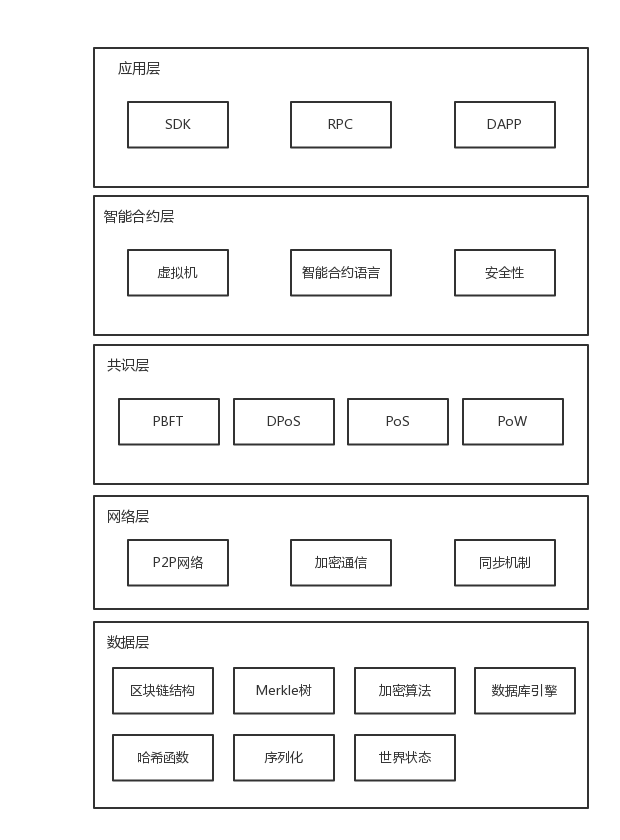 应用层
SDK
RPC
DAPP
智能合约层
虚拟机
智能合约语言
安全性
共识层
PBFT
DPoS
PoS
PoW
网络层
P2P网络
加密通信
同步机制
数据层
区块链结构
Merkle树
加密算法
数据库引擎
哈希函数
序列化
世界状态